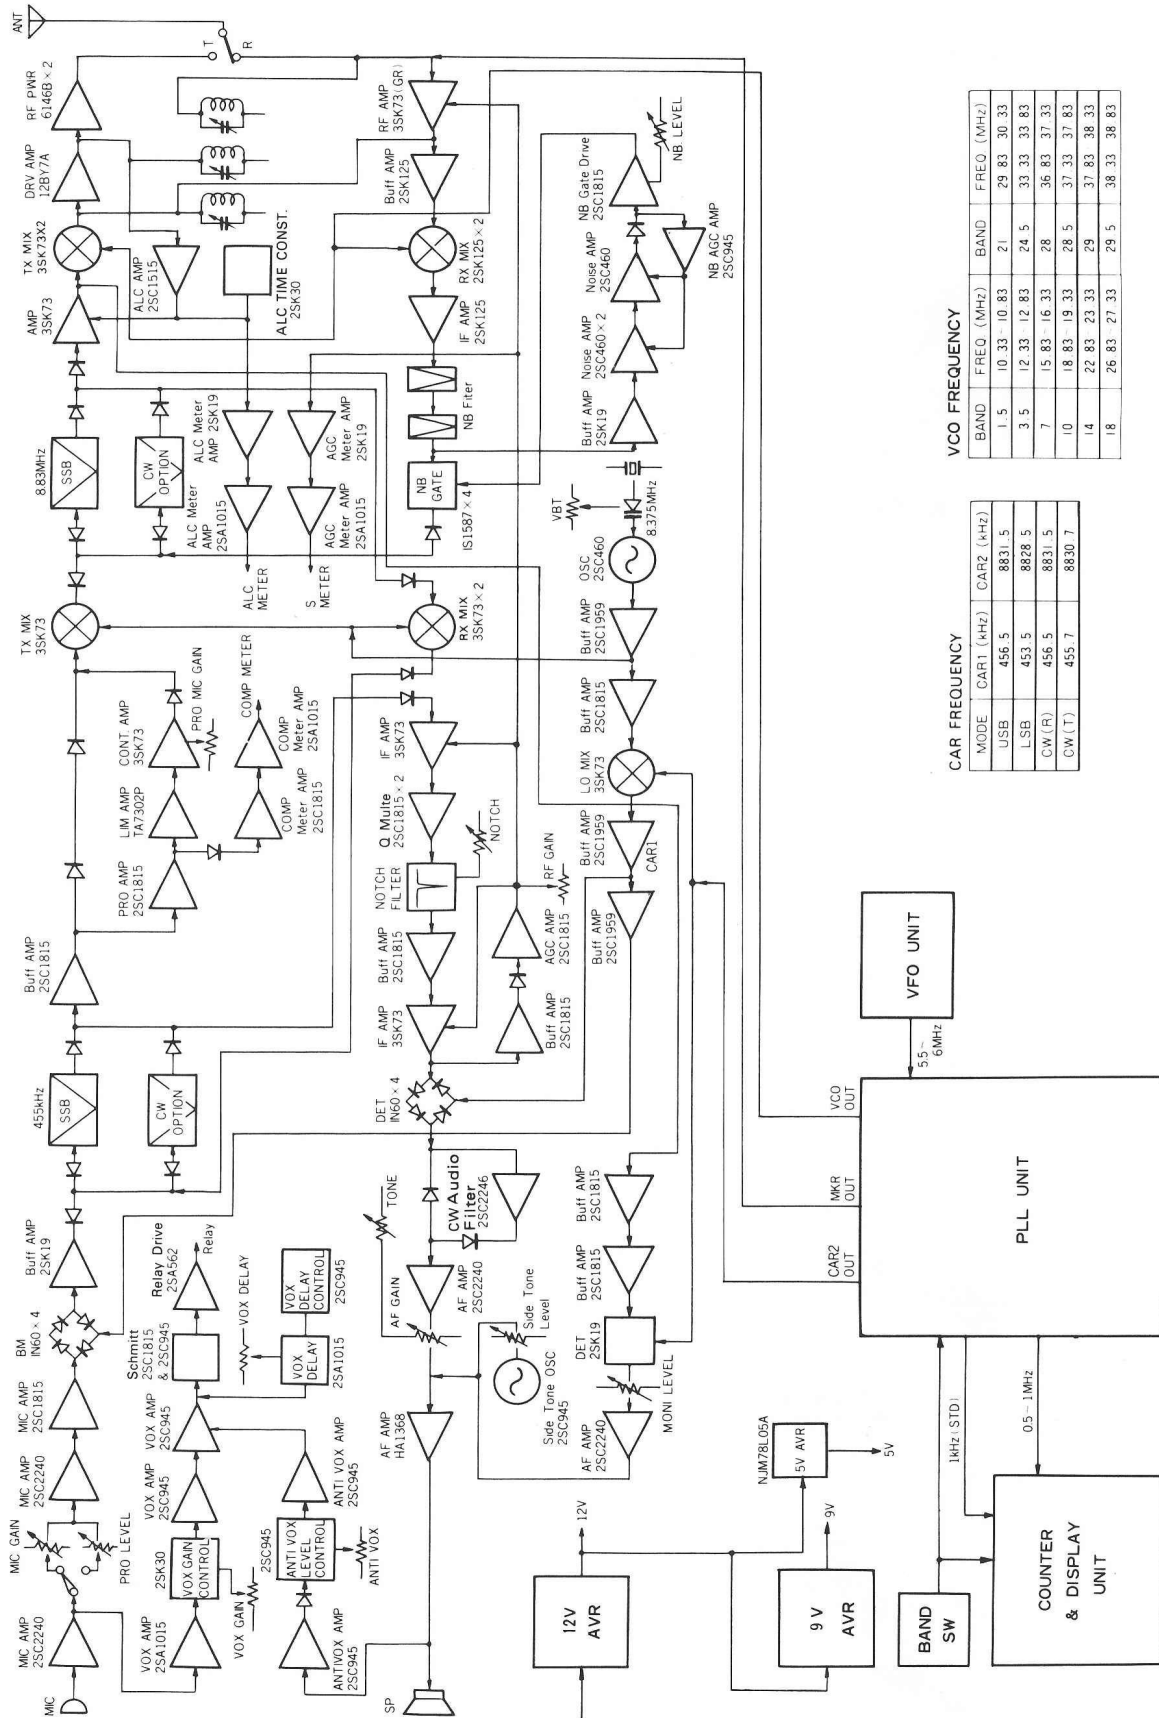 MIC
MIC AMP
2SC2240
MIC GAIN
PRO LEVEL
MIC AMP
2SC2240
MIC AMP
2SC1815
BM
IN60 × 4
Buff AMP
2SK19
455kHz
SSB
CW
OPTION
Buff AMP
2SC1815
PRO AMP
2SC1815
LIM AMP
TA7302P
CONT. AMP
3SK73
PRO MIC GAIN
COMP METER
COMP
Meter AMP
2SC1815
COMP
Meter AMP
2SA1015
TX MIX
3SK73
8.83MHz
SSB
CW
OPTION
AMP
3SK73
TX MIX
3SK73X2
DRV AMP
12BY7A
RF PWR
6146B × 2
ANT
T
R
ALC AMP
2SC1515
ALC TIME CONST.
2SK30
ALC Meter
AMP 2SK19
ALC Meter
AMP
2SA1015
ALC
METER
AGC
Meter AMP
2SK19
AGC
Meter AMP
2SA1015
S
METER
VOX AMP
2SA1015
2SK30
VOX GAIN
CONTROL
VOX GAIN
VOX AMP
2SC945
VOX AMP
2SC945
Schmitt
2SC1815
& 2SC945
Relay Drive
2SA562
Relay
VOX DELAY
VOX
DELAY
2SA1015
VOX
DELAY
CONTROL
2SC945
ANTIVOX AMP
2SC945
2SC945
ANTI VOX
LEVEL
CONTROL
ANTI VOX
ANTI VOX AMP
2SC945
SP
AF AMP
HA1368
AF GAIN
TONE
AF AMP
2SC2240
CW Audio
Filter
2SC2246
DET
IN60 × 4
IF AMP
3SK73
Buff AMP
2SC1815
NOTCH
FILTER
NOTCH
Q Multe
2SC1815 × 2
IF AMP
3SK73
RX MIX
3SK73 × 2
Buff AMP
2SC1815
AGC AMP
2SC1815
RF GAIN
NB
GATE
IS1587 × 4
NB Fiter
IF AMP
2SK125
RX MIX
2SK125 × 2
Buff AMP
2SK125
RF AMP
3SK73(GR)
Side Tone OSC
2SC945
Side Tone
Level
AF AMP
2SC2240
MONI LEVEL
DET
2SK19
Buff AMP
2SC1815
Buff AMP
2SC1815
Buff AMP
2SC1959
CAR1
Buff AMP
2SC1959
LO MIX
3SK73
Buff AMP
2SC1815
Buff AMP
2SC1959
OSC
2SC460
VBT
8.375MHz
Buff AMP
2SK19
Noise AMP
2SC460 × 2
Noise AMP
2SC460
NB AGC AMP
2SC945
NB Gate Drive
2SC1815
NB. LEVEL
12V
AVR
12V
9V
AVR
9V
NJM78L05A
5V AVR
5V
BAND
SW
COUNTER
& DISPLAY
UNIT
1kHz(STD)
0.5~1MHz
PLL UNIT
CAR2
OUT
MKR
OUT
VCO
OUT
5.5~
6MHz
VFO UNIT
CAR FREQUENCY
MODE CAR1 (kHz) CAR2 (kHz)
USB 456.5 8831.5
LSB 453.5 8828.5
CW(R) 456.5 8831.5
CW(T) 455.7 8830.7
VCO FREQUENCY
BAND FREQ (MHz) BAND FREQ (MHz)
1.5 10.33~10.83 21 29.83~30.33
3.5 12.33~12.83 24.5 33.33~33.83
7 15.83~16.33 28 36.83~37.33
10 18.83~19.33 28.5 37.33~37.83
14 22.83~23.33 29 37.83~38.33
18 26.83~27.33 29.5 38.33~38.83